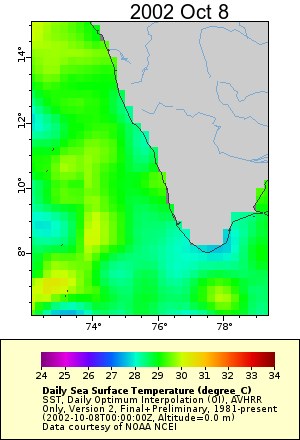 2002 Oct 8
14°
12°
10°
8°
74° 76° 78°
24 25 26 27 28 29 30 31 32 33 34
Daily Sea Surface Temperature (degree_C)
SST, Daily Optimum Interpolation (OI), AVHRR
Only, Version 2, Final+Preliminary, 1981-present
(2002-10-08T00:00:00Z, Altitude=0.0 m)
Data courtesy of NOAA NCEI